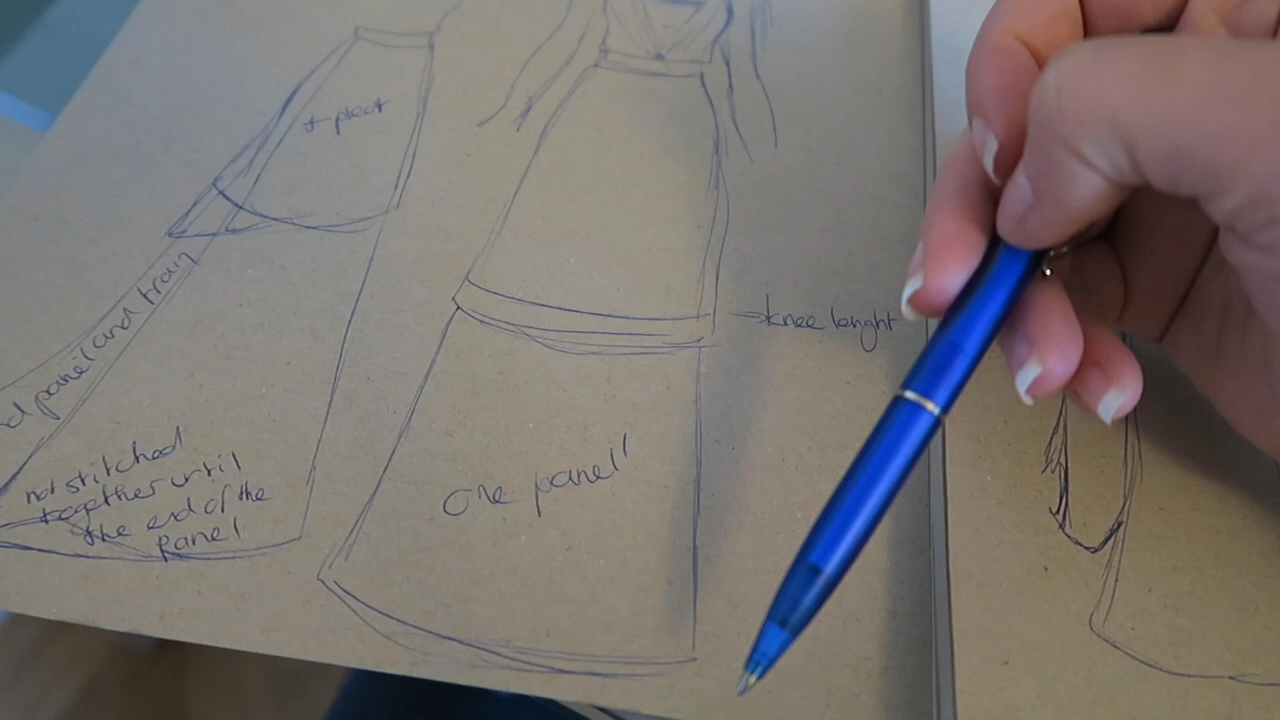 + pleat
d panel and train
not stitched
together until
the end of the
panel
→ knee lenght
one panel